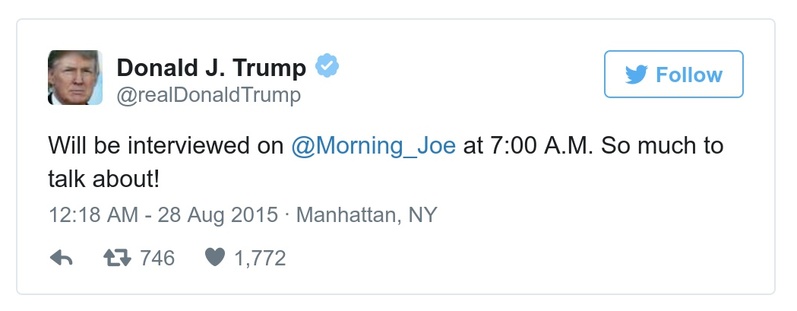 Donald J. Trump
@realDonaldTrump
Follow
Will be interviewed on @Morning_Joe at 7:00 A.M. So much to
talk about!
12:18 AM - 28 Aug 2015 · Manhattan, NY
746 1,772